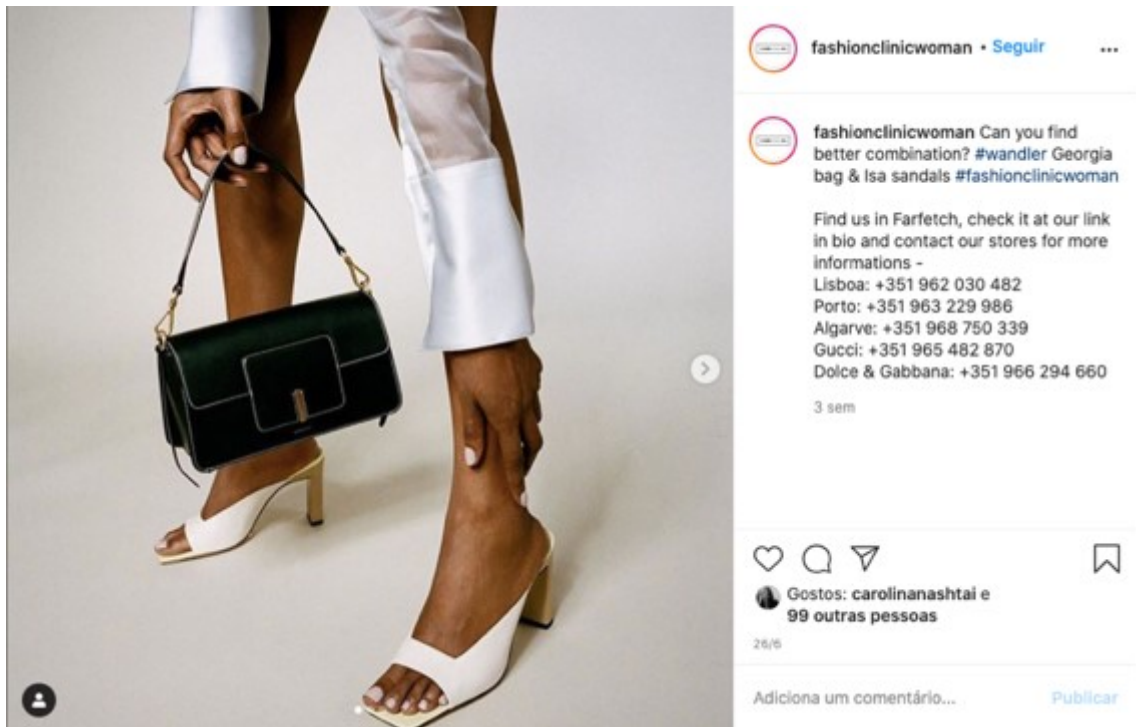 fashionclinicwoman • Seguir
fashionclinicwoman Can you find
better combination? #wandler Georgia
bag & Isa sandals #fashionclinicwoman
Find us in Farfetch, check it at our link
in bio and contact our stores for more
informations -
Lisboa: +351 962 030 482
Porto: +351 963 229 986
Algarve: +351 968 750 339
Gucci: +351 965 482 870
Dolce & Gabbana: +351 966 294 660
3 sem
Gostos: carolinanashtai e
99 outras pessoas
26/6
Adiciona um comentário...
Publicar